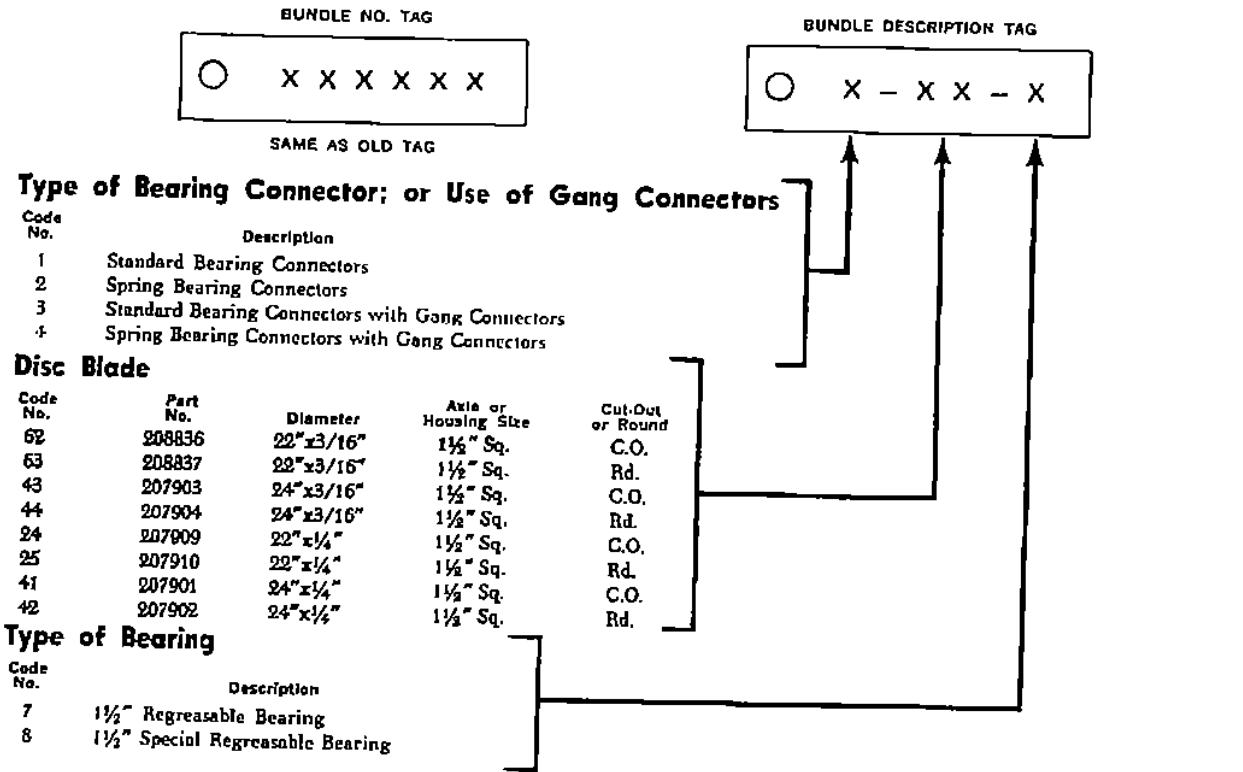 BUNDLE NO. TAG
BUNDLE DESCRIPTION TAG
X X X X X X
X – X X – X
SAME AS OLD TAG
Type of Bearing Connector; or Use of Gang Connectors
Code
No. Description
1 Standard Bearing Connectors
2 Spring Bearing Connectors
3 Standard Bearing Connectors with Gang Connectors
4 Spring Bearing Connectors with Gang Connectors
Disc Blade
Code Part Axle or Cut-Out
No. No. Diameter Housing Size or Round
62 208836 22"x3/16" 1½" Sq. C.O.
63 208837 22"x3/16" 1½" Sq. Rd.
43 207903 24"x3/16" 1½" Sq. C.O.
44 207904 24"x3/16" 1½" Sq. Rd.
24 207909 22"x¼" 1½" Sq. C.O.
25 207910 22"x¼" 1½" Sq. Rd.
41 207901 24"x¼" 1½" Sq. C.O.
42 207902 24"x¼" 1½" Sq. Rd.
Type of Bearing
Code
No. Description
7 1½" Regreasable Bearing
8 1½" Special Regreasable Bearing